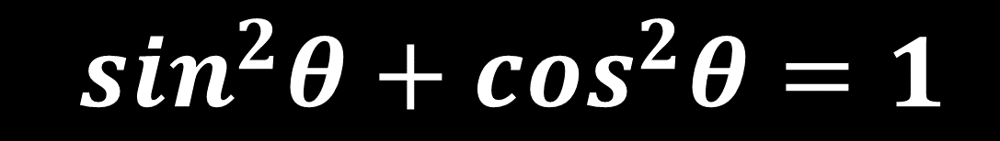 sin²θ + cos²θ = 1